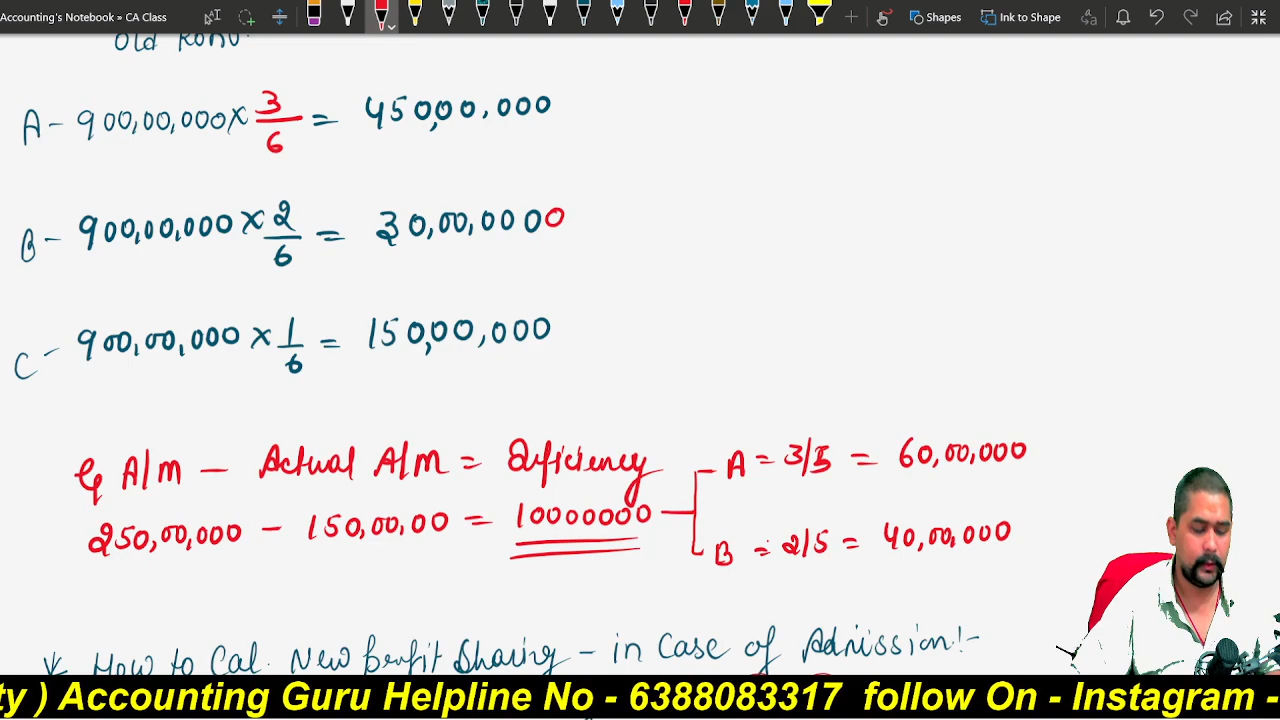 Accounting's Notebook » CA Class
Shapes
Ink to Shape
Old
A - 900,00,000 × 3/6 = 450,00,000
B - 900,00,000 × 2/6 = 30,00,0000
C - 900,00,000 × 1/6 = 150,00,000
G A/m - Actual A/M = Deficiency
A = 3/5 = 60,00,000
250,00,000 - 150,00,00 = 10000000
B = 2/5 = 40,00,000
How to Cal. New Profit Sharing - in Case of Admission!-
ty ) Accounting Guru Helpline No - 6388083317 follow On - Instagram -